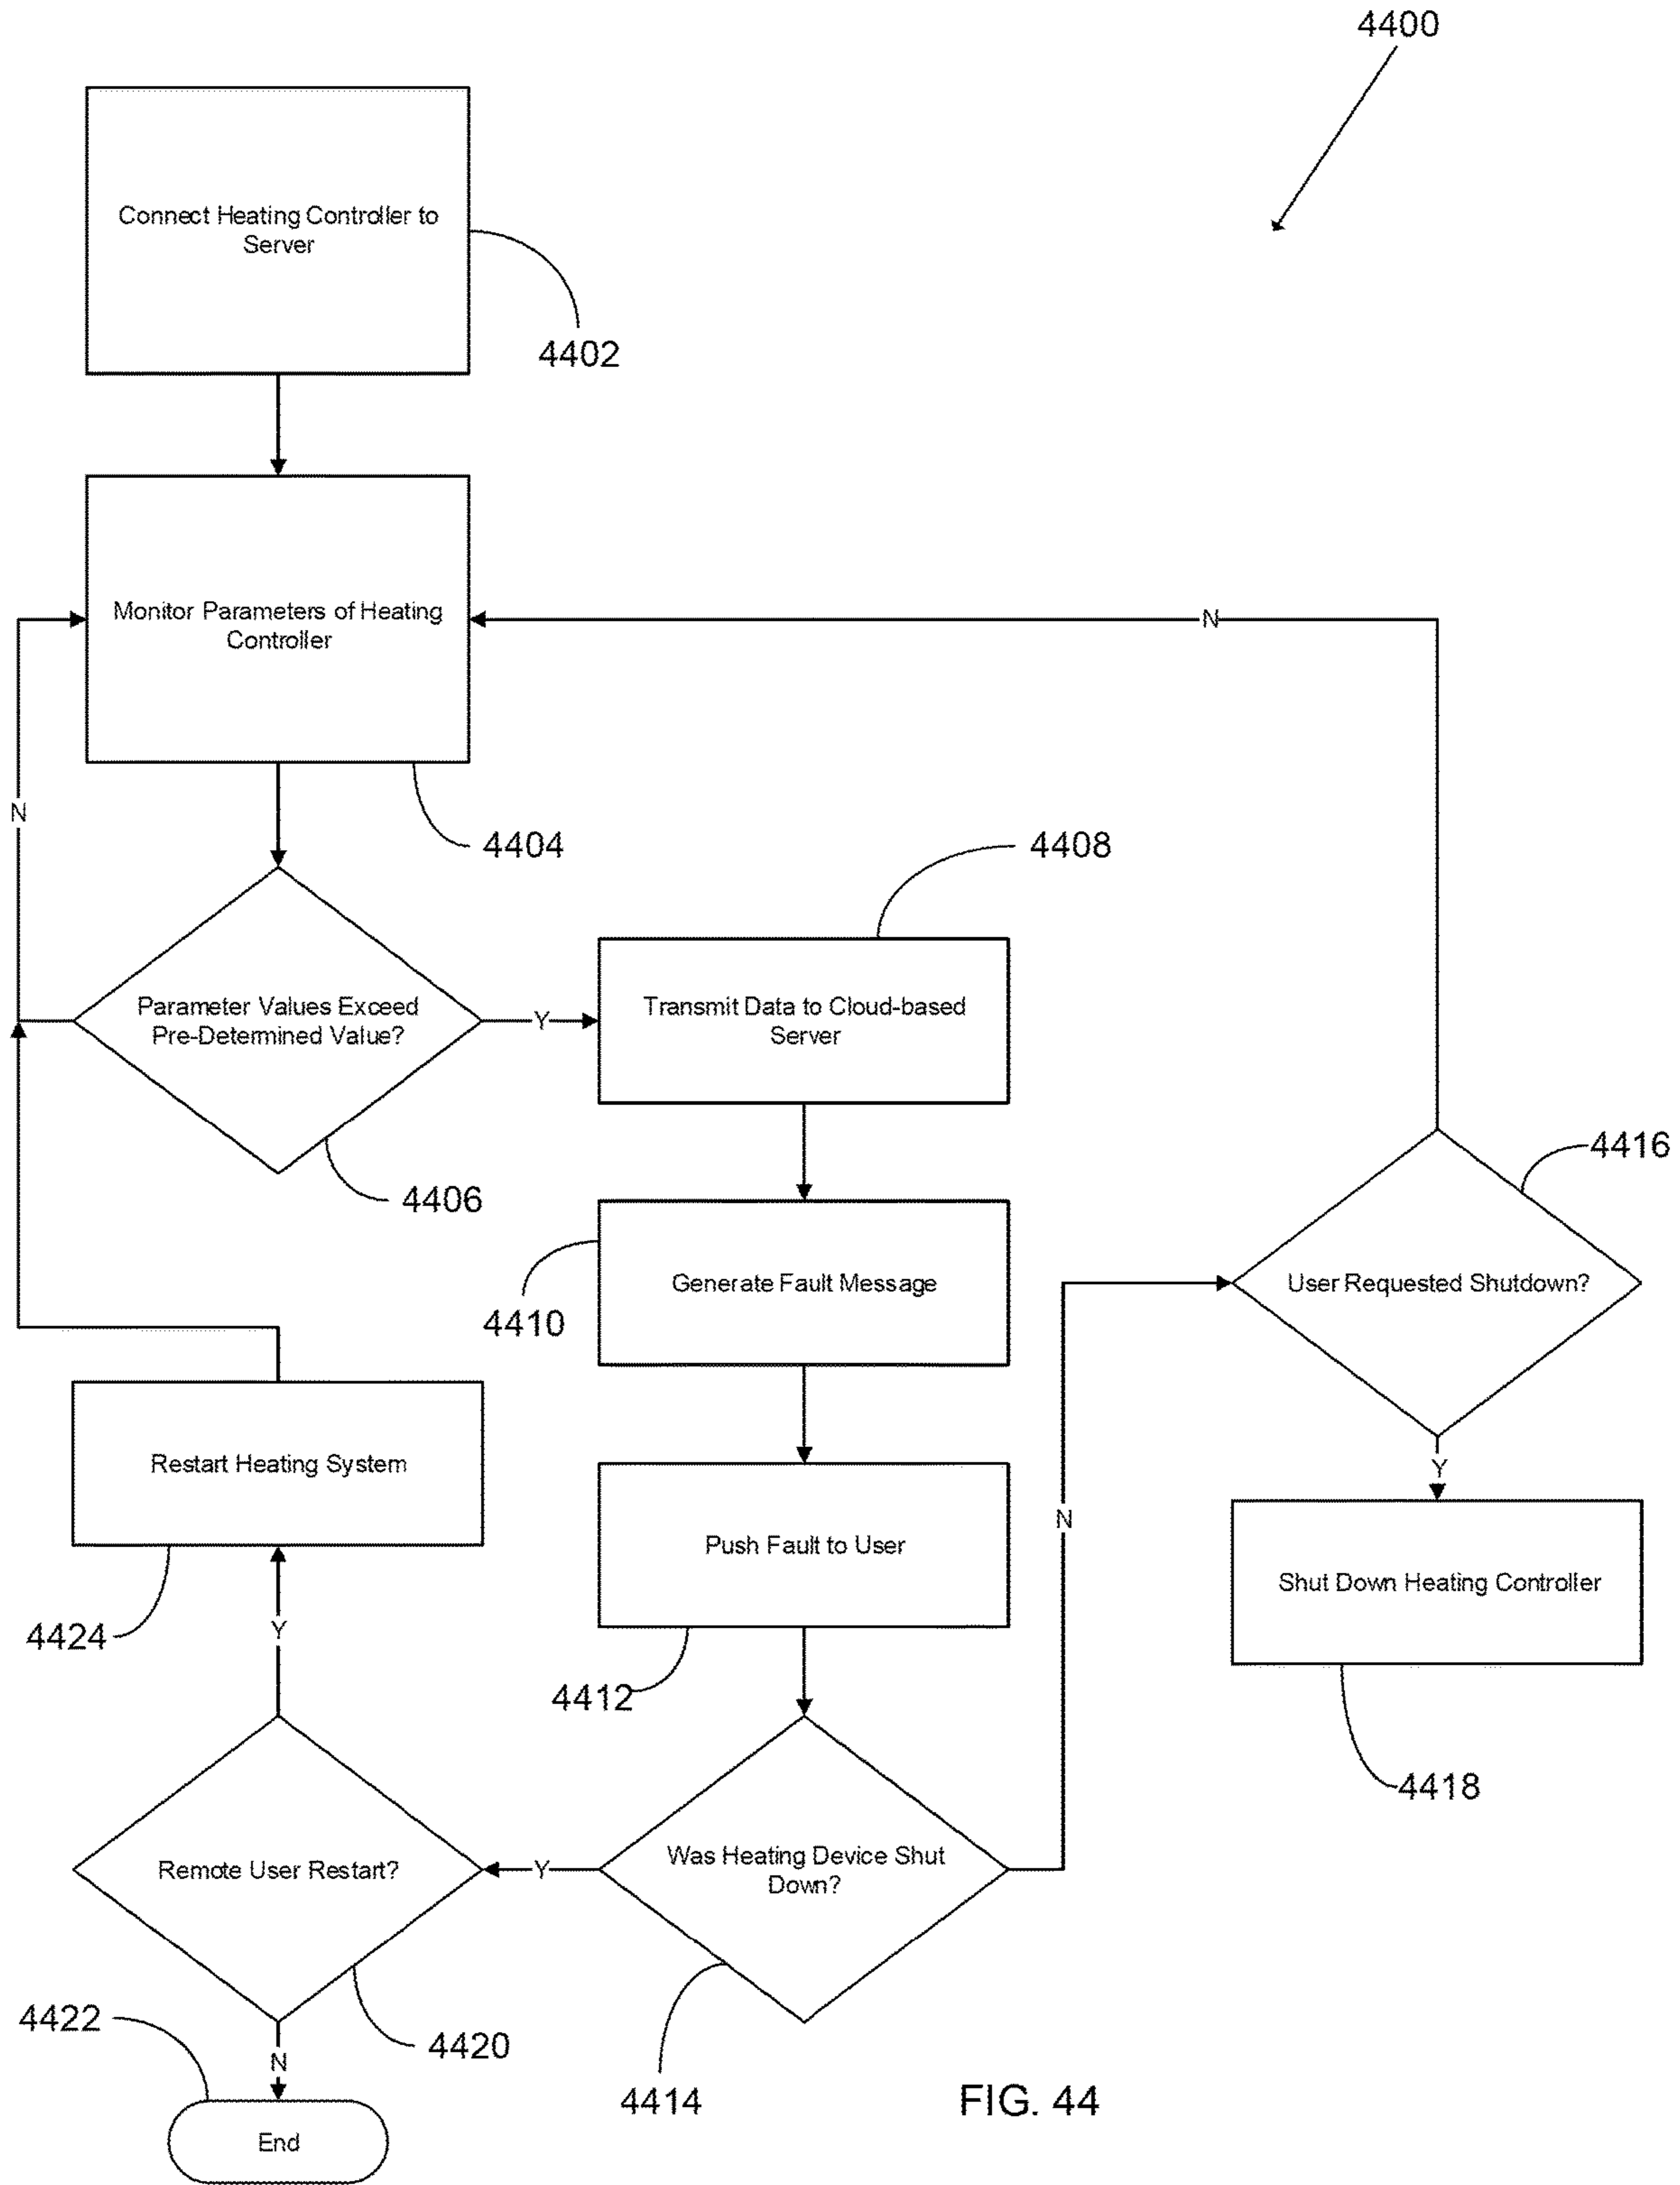 4400
Connect Heating Controller to
Server
4402
Monitor Parameters of Heating
Controller
N
N
4404
4408
Parameter Values Exceed
Pre-Determined Value?
Y
Transmit Data to Cloud-based
Server
4406
4416
Generate Fault Message
4410
User Requested Shutdown?
Restart Heating System
Y
Push Fault to User
N
Shut Down Heating Controller
4424
Y
4412
4418
Remote User Restart?
Y
Was Heating Device Shut
Down?
4422
4420
N
4414
FIG. 44
End